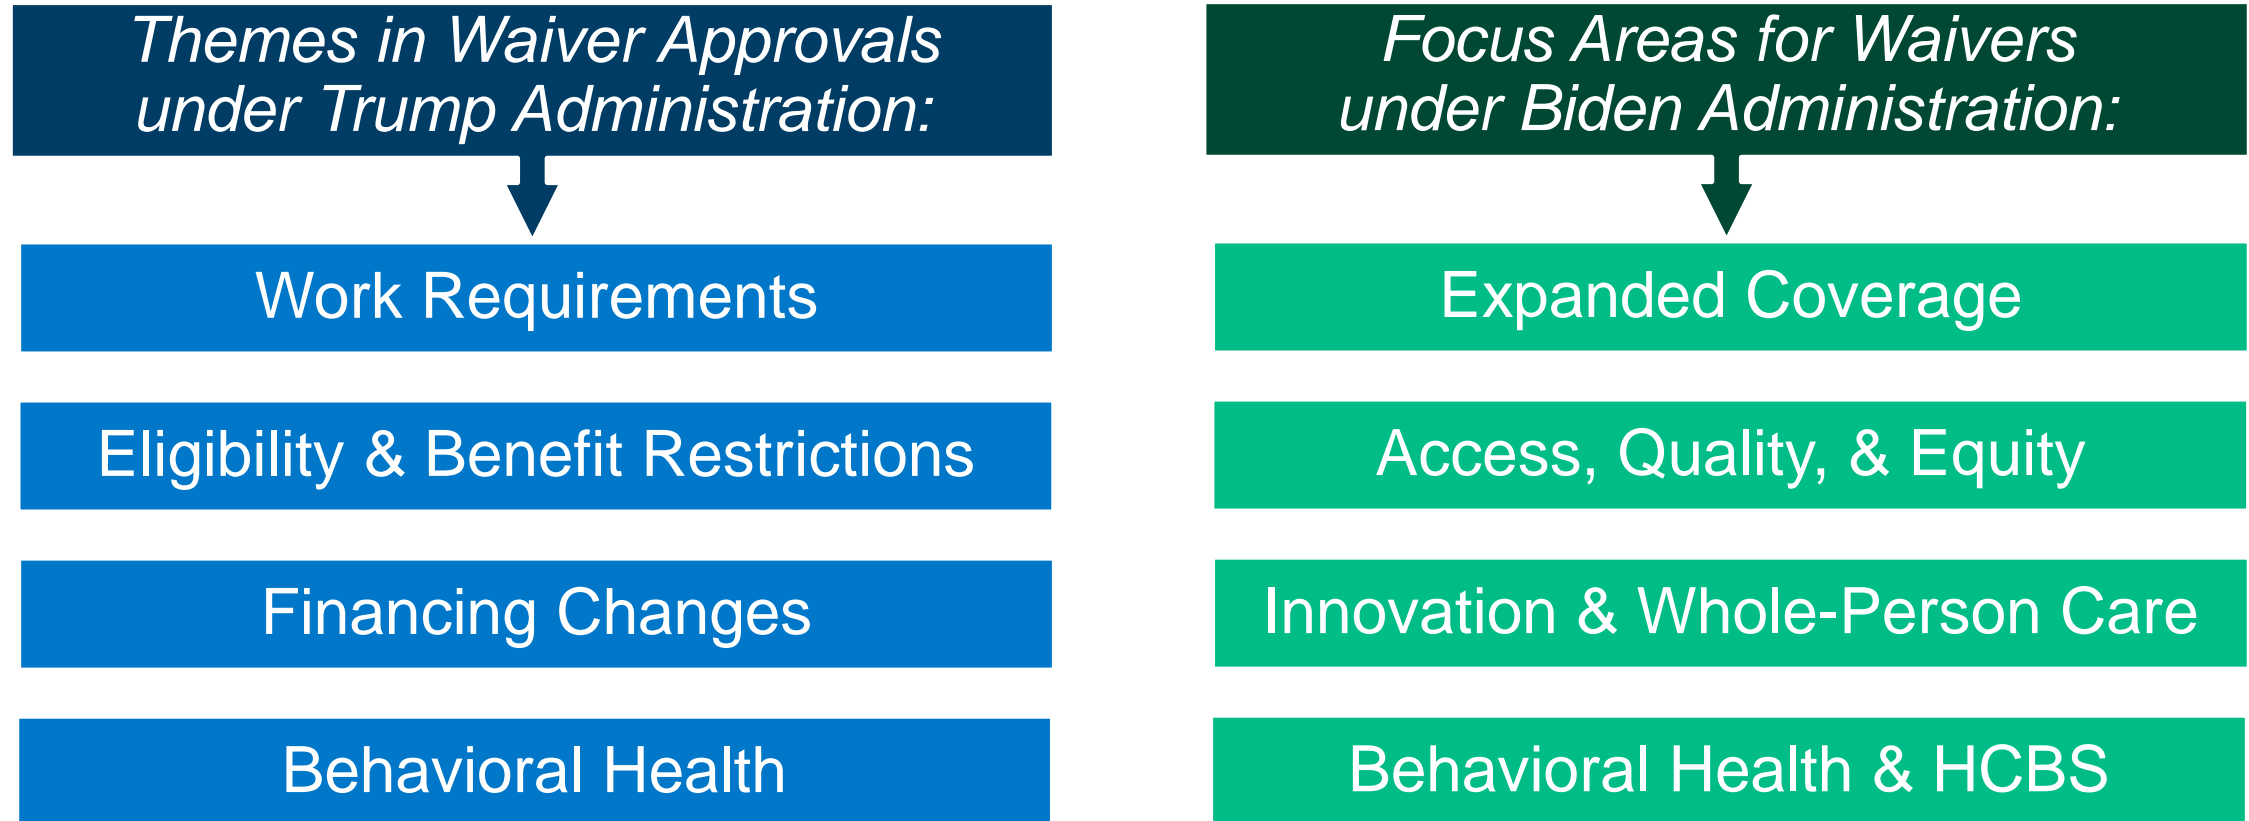 Themes in Waiver Approvals
under Trump Administration:
Work Requirements
Eligibility & Benefit Restrictions
Financing Changes
Behavioral Health
Focus Areas for Waivers
under Biden Administration:
Expanded Coverage
Access, Quality, & Equity
Innovation & Whole-Person Care
Behavioral Health & HCBS